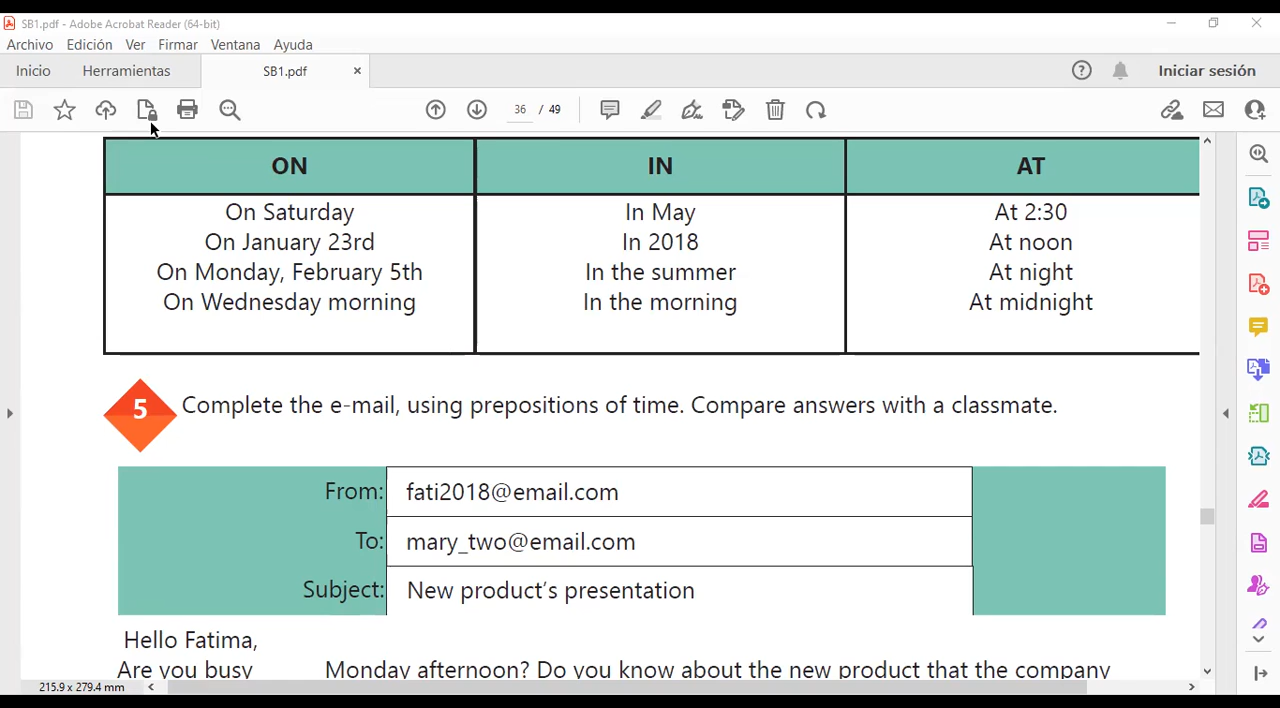 SB1.pdf - Adobe Acrobat Reader (64-bit)
Archivo Edición Ver Firmar Ventana Ayuda
Inicio Herramientas SB1.pdf × Iniciar sesión
36 / 49
ON IN AT
On Saturday In May At 2:30
On January 23rd In 2018 At noon
On Monday, February 5th In the summer At night
On Wednesday morning In the morning At midnight
5 Complete the e-mail, using prepositions of time. Compare answers with a classmate.
From: fati2018@email.com
To: mary_two@email.com
Subject: New product’s presentation
Hello Fatima,
Are you busy Monday afternoon? Do you know about the new product that the company
215.9 x 279.4 mm